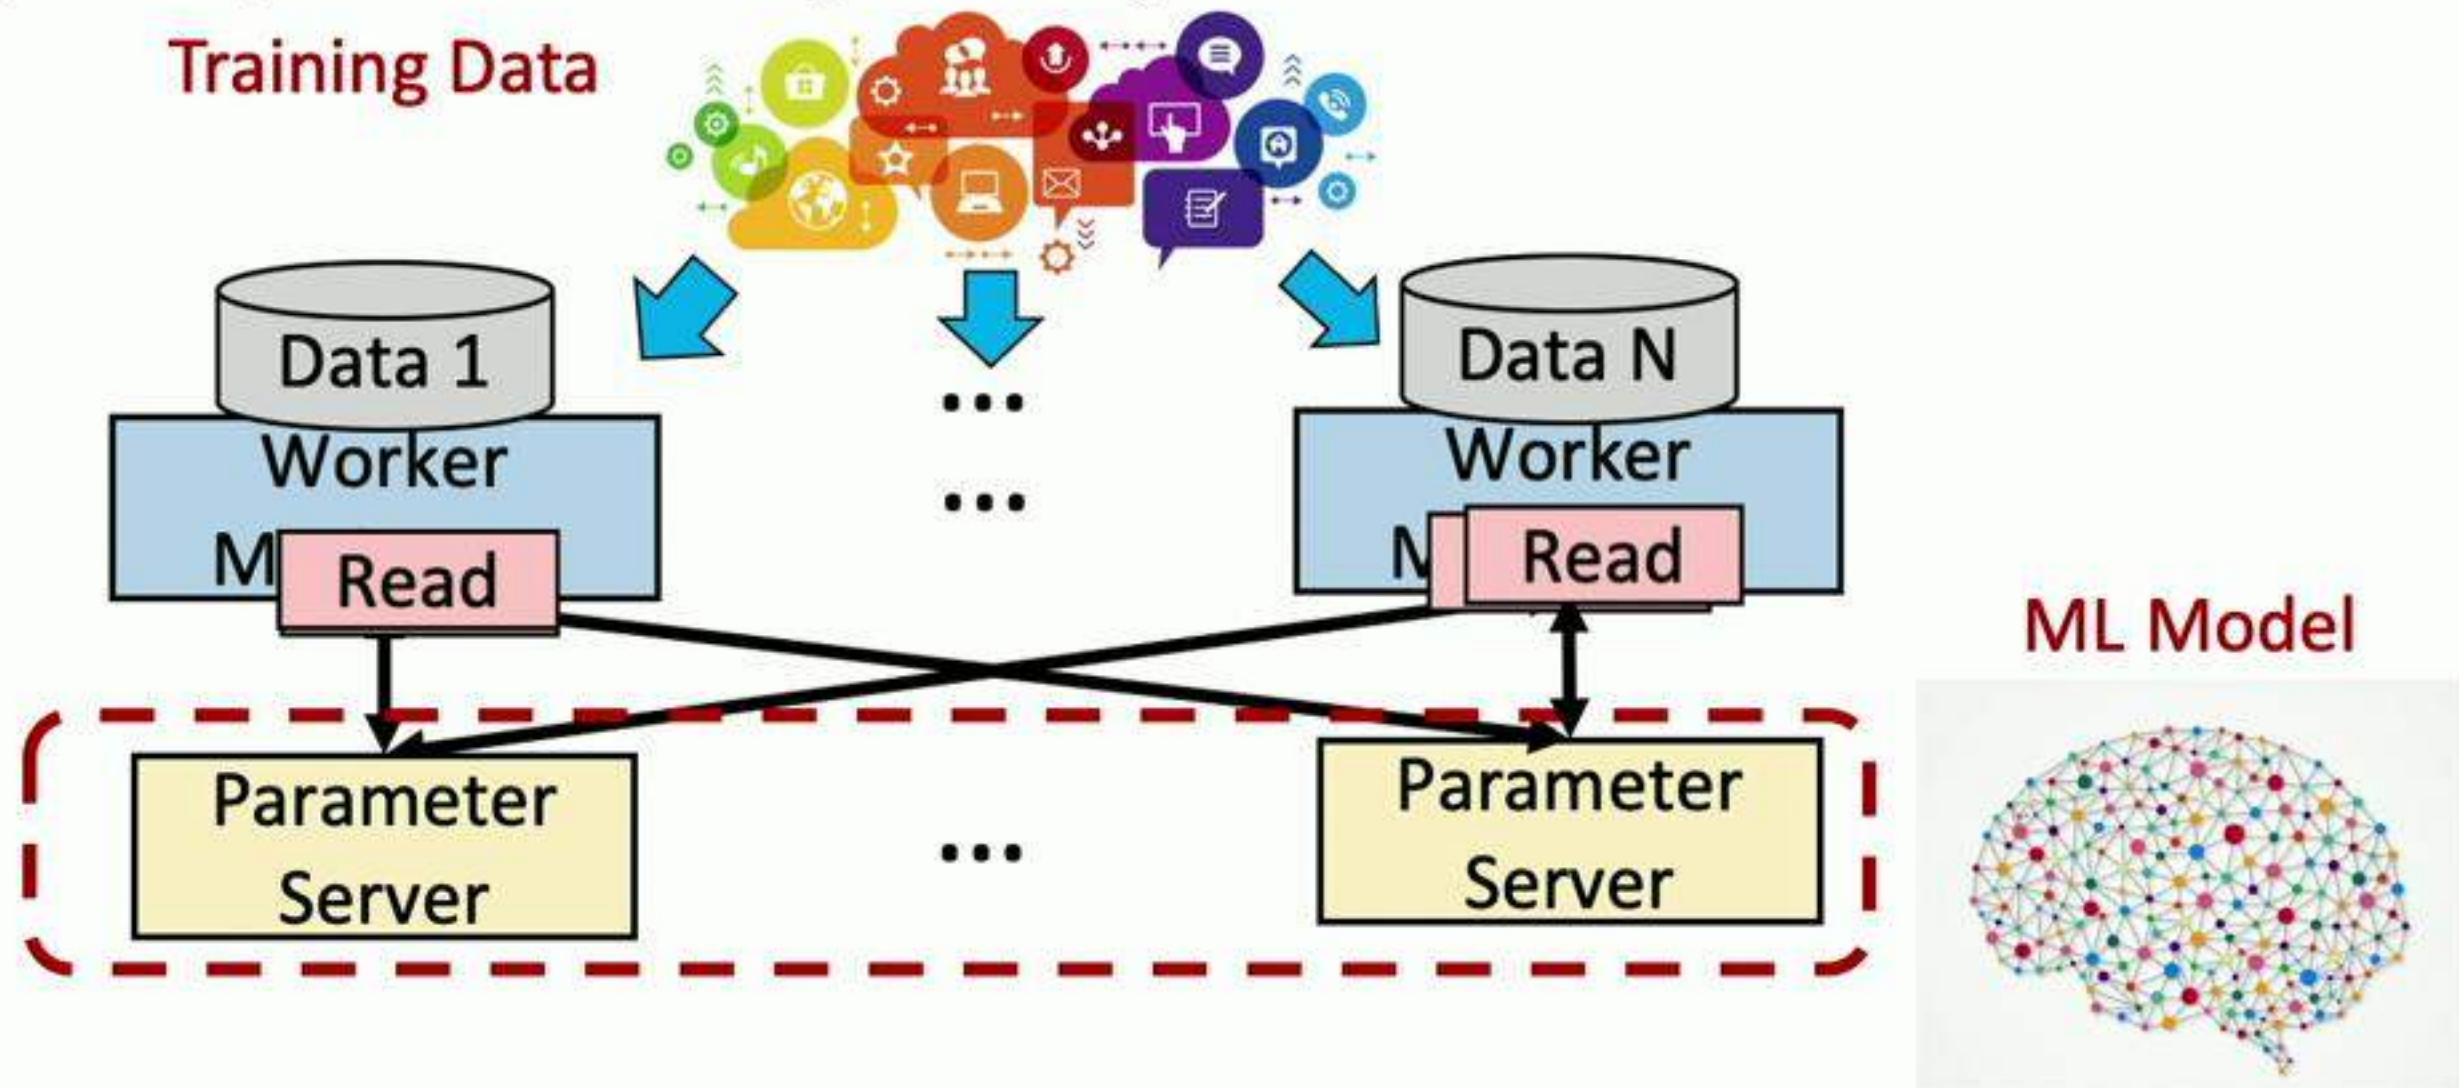 Training Data
Data 1
Data N
...
Worker
Worker
...
Read
Read
ML Model
Parameter
Server
...
Parameter
Server